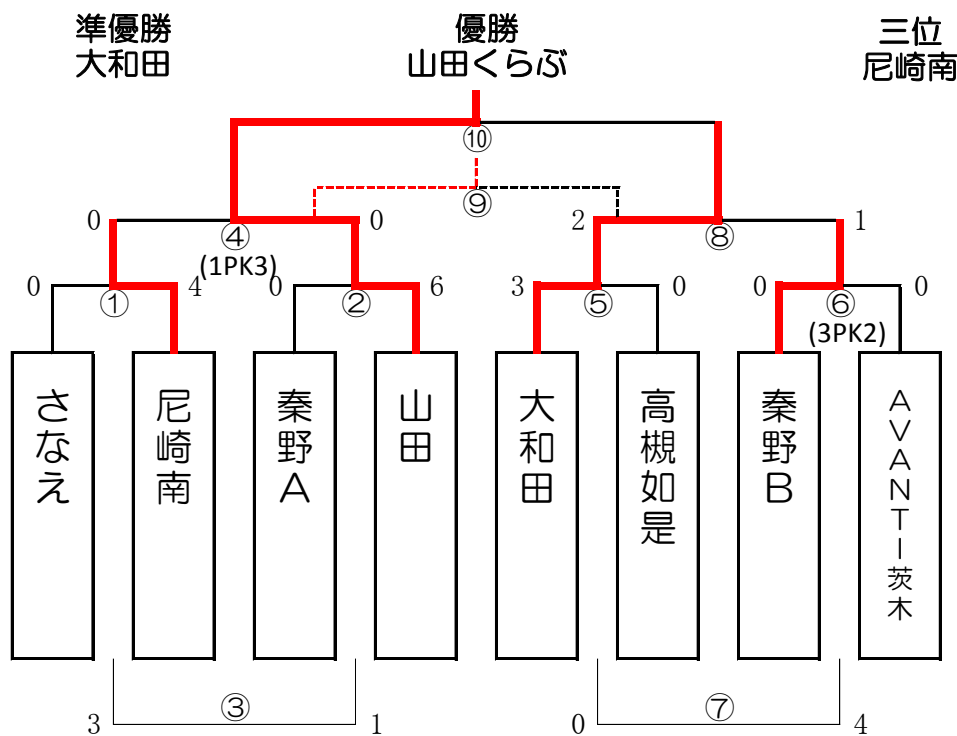 準優勝
大和田
優勝
山田くらぶ
三位
尼崎南
⑩
⑨
0
④
0
2
⑧
1
(1PK3)
0
①
4
0
②
6
3
⑤
0
0
⑥
0
(3PK2)
さなえ
尼崎南
秦野A
山田
大和田
高槻如是
秦野B
AVANTI茨木
3
③
1
0
⑦
4